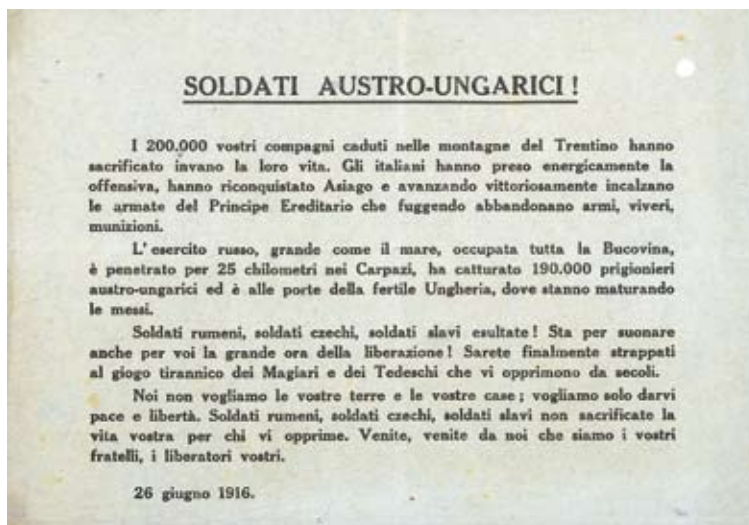 SOLDATI AUSTRO-UNGARICI!
I 200.000 vostri compagni caduti nelle montagne del Trentino hanno
sacrificato invano la loro vita. Gli italiani hanno preso energicamente la
offensiva, hanno riconquistato Asiago e avanzando vittoriosamente incalzano
le armate del Principe Ereditario che fuggendo abbandonano armi, viveri,
munizioni.
L' esercito russo, grande come il mare, occupata tutta la Bucovina,
è penetrato per 25 chilometri nei Carpazi, ha catturato 190.000 prigionieri
austro-ungarici ed è alle porte della fertile Ungheria, dove stanno maturando
le messi.
Soldati rumeni, soldati czechi, soldati slavi esultate! Sta per suonare
anche per voi la grande ora della liberazione! Sarete finalmente strappati
al giogo tirannico dei Magiari e dei Tedeschi che vi opprimono da secoli.
Noi non vogliamo le vostre terre e le vostre case; vogliamo solo darvi
pace e libertà. Soldati rumeni, soldati czechi, soldati slavi non sacrificate la
vita vostra per chi vi opprime. Venite, venite da noi che siamo i vostri
fratelli, i liberatori vostri.
26 giugno 1916.